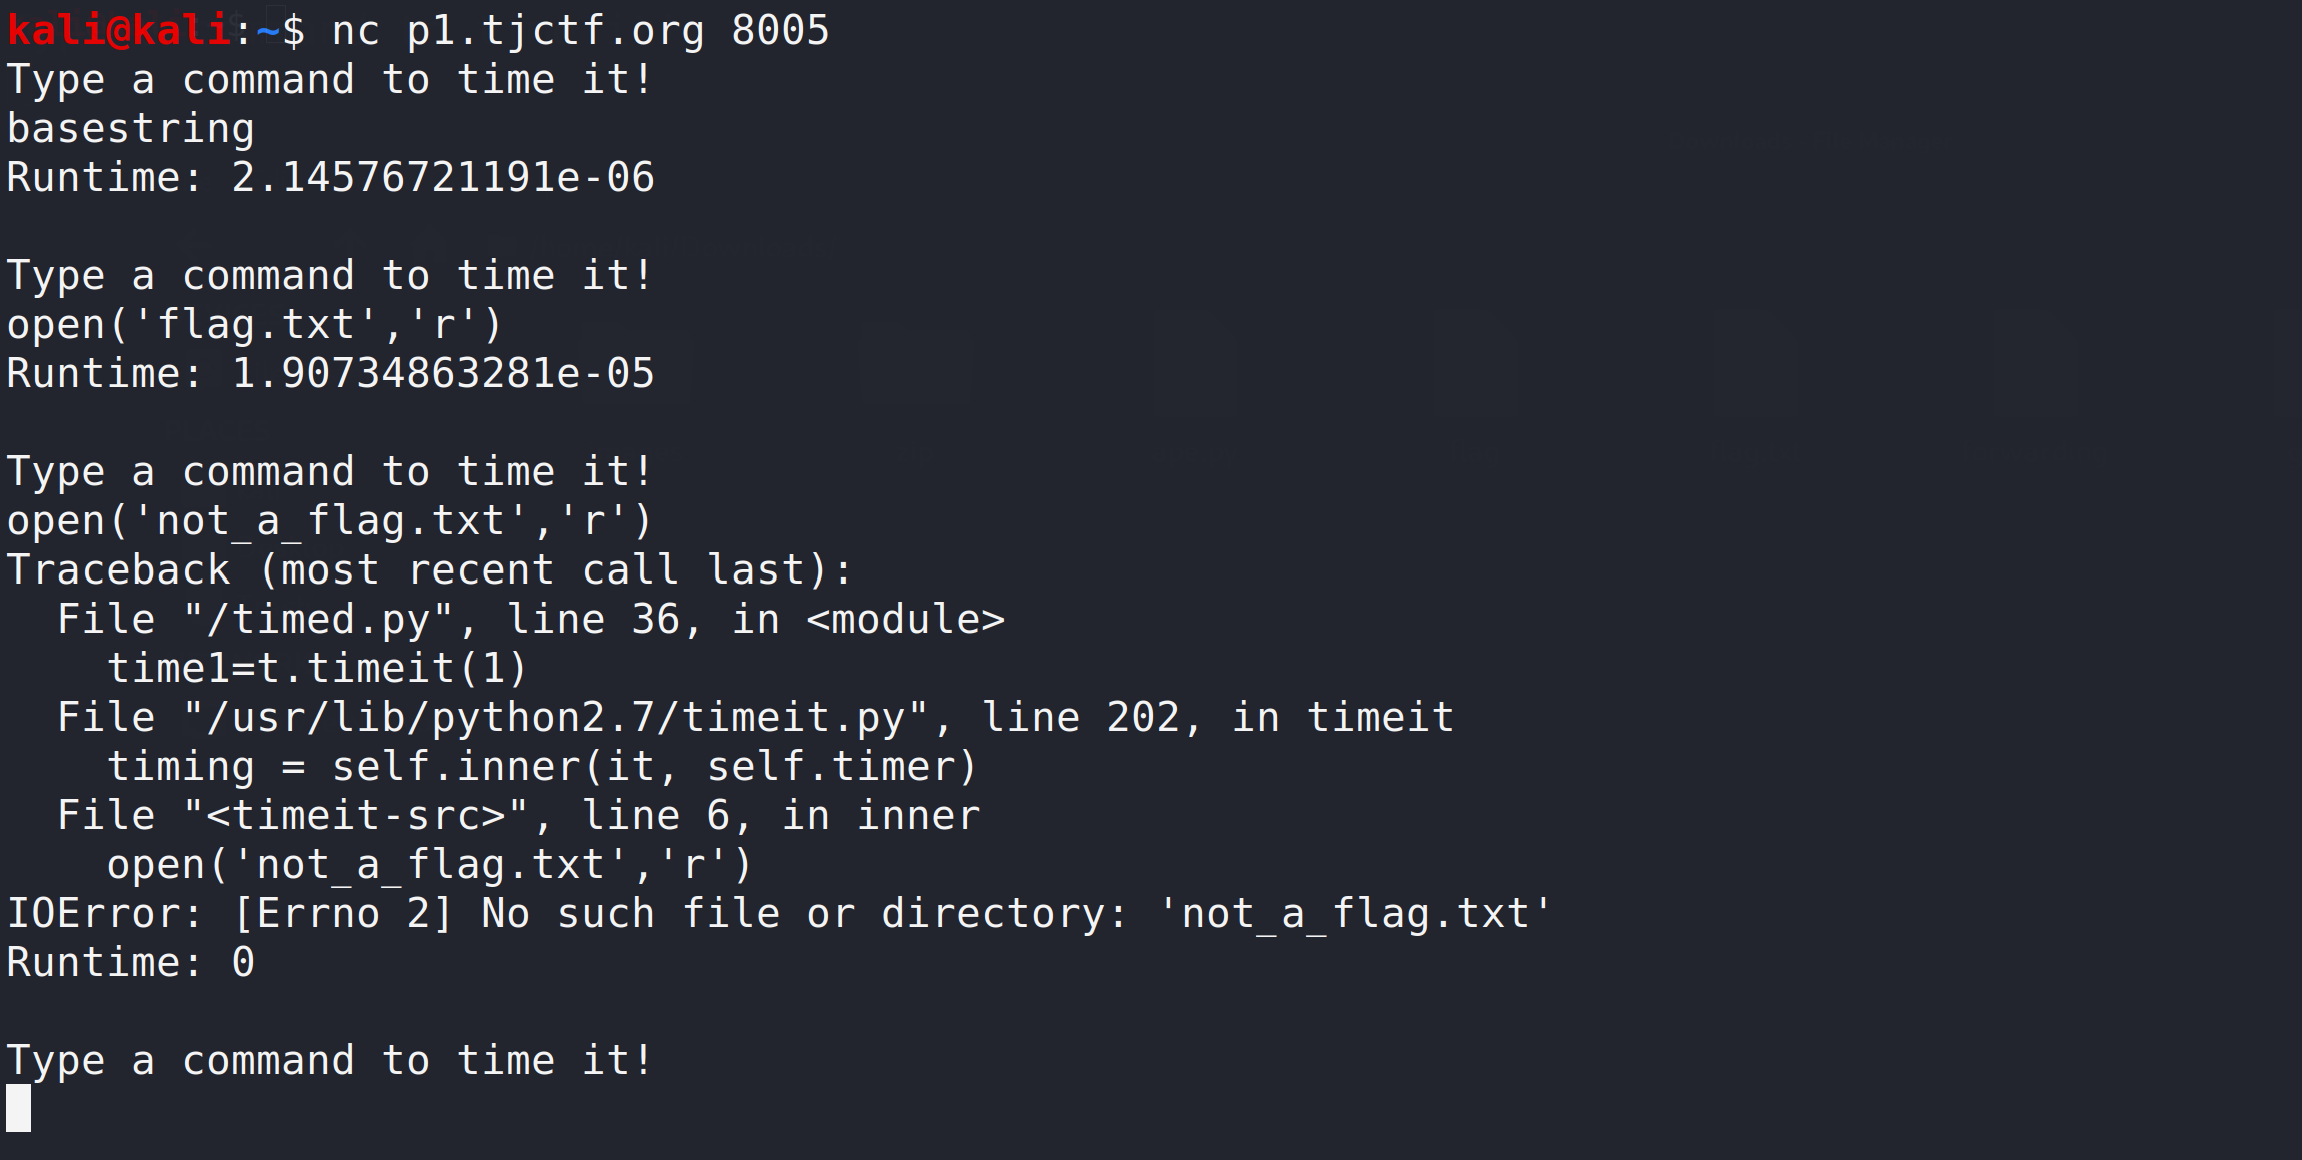 kali@kali:~$ nc p1.tjctf.org 8005
Type a command to time it!
basestring
Runtime: 2.14576721191e-06
Type a command to time it!
open('flag.txt','r')
Runtime: 1.90734863281e-05
Type a command to time it!
open('not_a_flag.txt','r')
Traceback (most recent call last):
  File "/timed.py", line 36, in <module>
    time1=t.timeit(1)
  File "/usr/lib/python2.7/timeit.py", line 202, in timeit
    timing = self.inner(it, self.timer)
  File "<timeit-src>", line 6, in inner
    open('not_a_flag.txt','r')
IOError: [Errno 2] No such file or directory: 'not_a_flag.txt'
Runtime: 0
Type a command to time it!